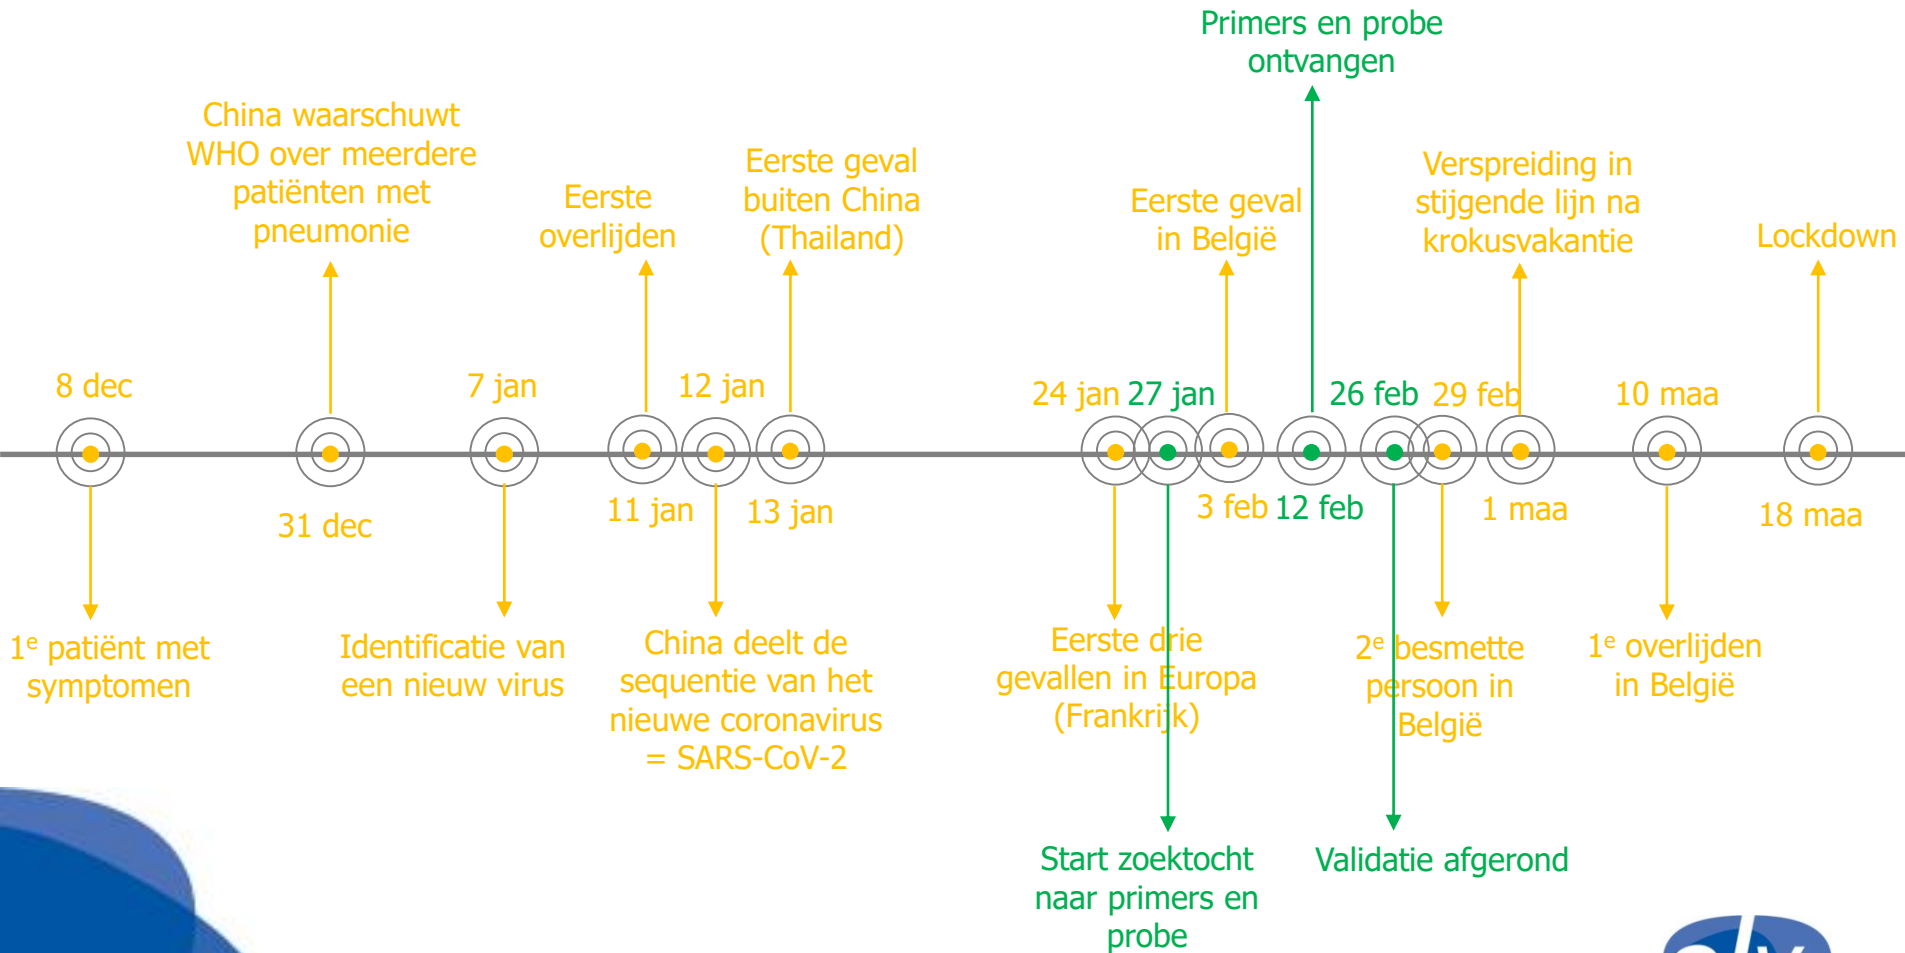 Primers en probe
ontvangen
China waarschuwt
WHO over meerdere
patiënten met
pneumonie
Eerste
overlijden
Eerste geval
buiten China
(Thailand)
Eerste geval
in België
Verspreiding in
stijgende lijn na
krokusvakantie
Lockdown
8 dec
7 jan
12 jan
24 jan
27 jan
26 feb
29 feb
10 maa
31 dec
11 jan
13 jan
3 feb
12 feb
1 maa
18 maa
1e patiënt met
symptomen
Identificatie van
een nieuw virus
China deelt de
sequentie van het
nieuwe coronavirus
= SARS-CoV-2
Eerste drie
gevallen in Europa
(Frankrijk)
2e besmette
persoon in
België
1e overlijden
in België
Start zoektocht
naar primers en
probe
Validatie afgerond